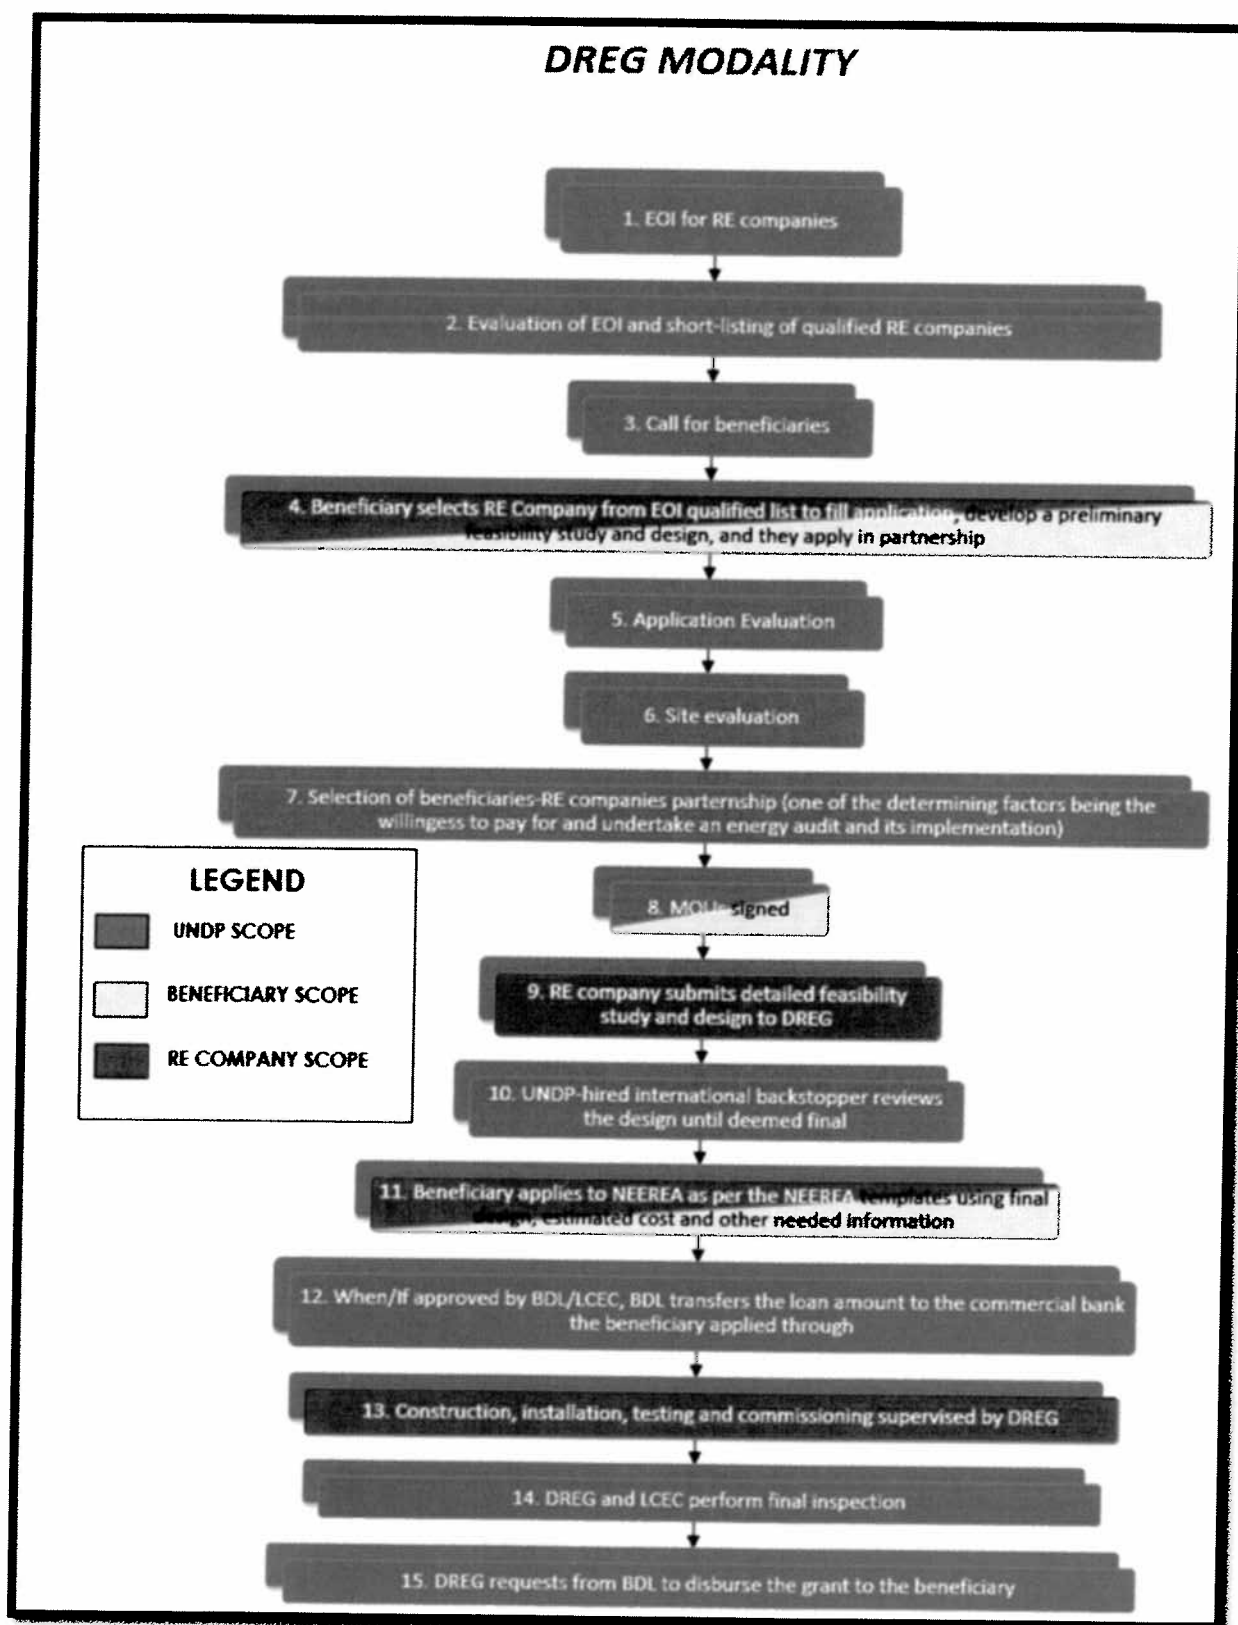 DREG MODALITY
1. EOI for RE companies
2. Evaluation of EOI and short-listing of qualified RE companies
3. Call for beneficiaries
4. Beneficiary selects RE Company from EOI qualified list to fill application, develop a preliminary
feasibility study and design, and they apply in partnership
5. Application Evaluation
6. Site evaluation
7. Selection of beneficiaries-RE companies parternship (one of the determining factors being the
willingess to pay for and undertake an energy audit and its implementation)
LEGEND
UNDP SCOPE
BENEFICIARY SCOPE
RE COMPANY SCOPE
8. MOUs signed
9. RE company submits detailed feasibility
study and design to DREG
10. UNDP-hired international backstopper reviews
the design until deemed final
11. Beneficiary applies to NEEREA as per the NEEREA templates using final
design, estimated cost and other needed information
12. When/If approved by BDL/LCEC, BDL transfers the loan amount to the commercial bank
the beneficiary applied through
13. Construction, installation, testing and commissioning supervised by DREG
14. DREG and LCEC perform final inspection
15. DREG requests from BDL to disburse the grant to the beneficiary